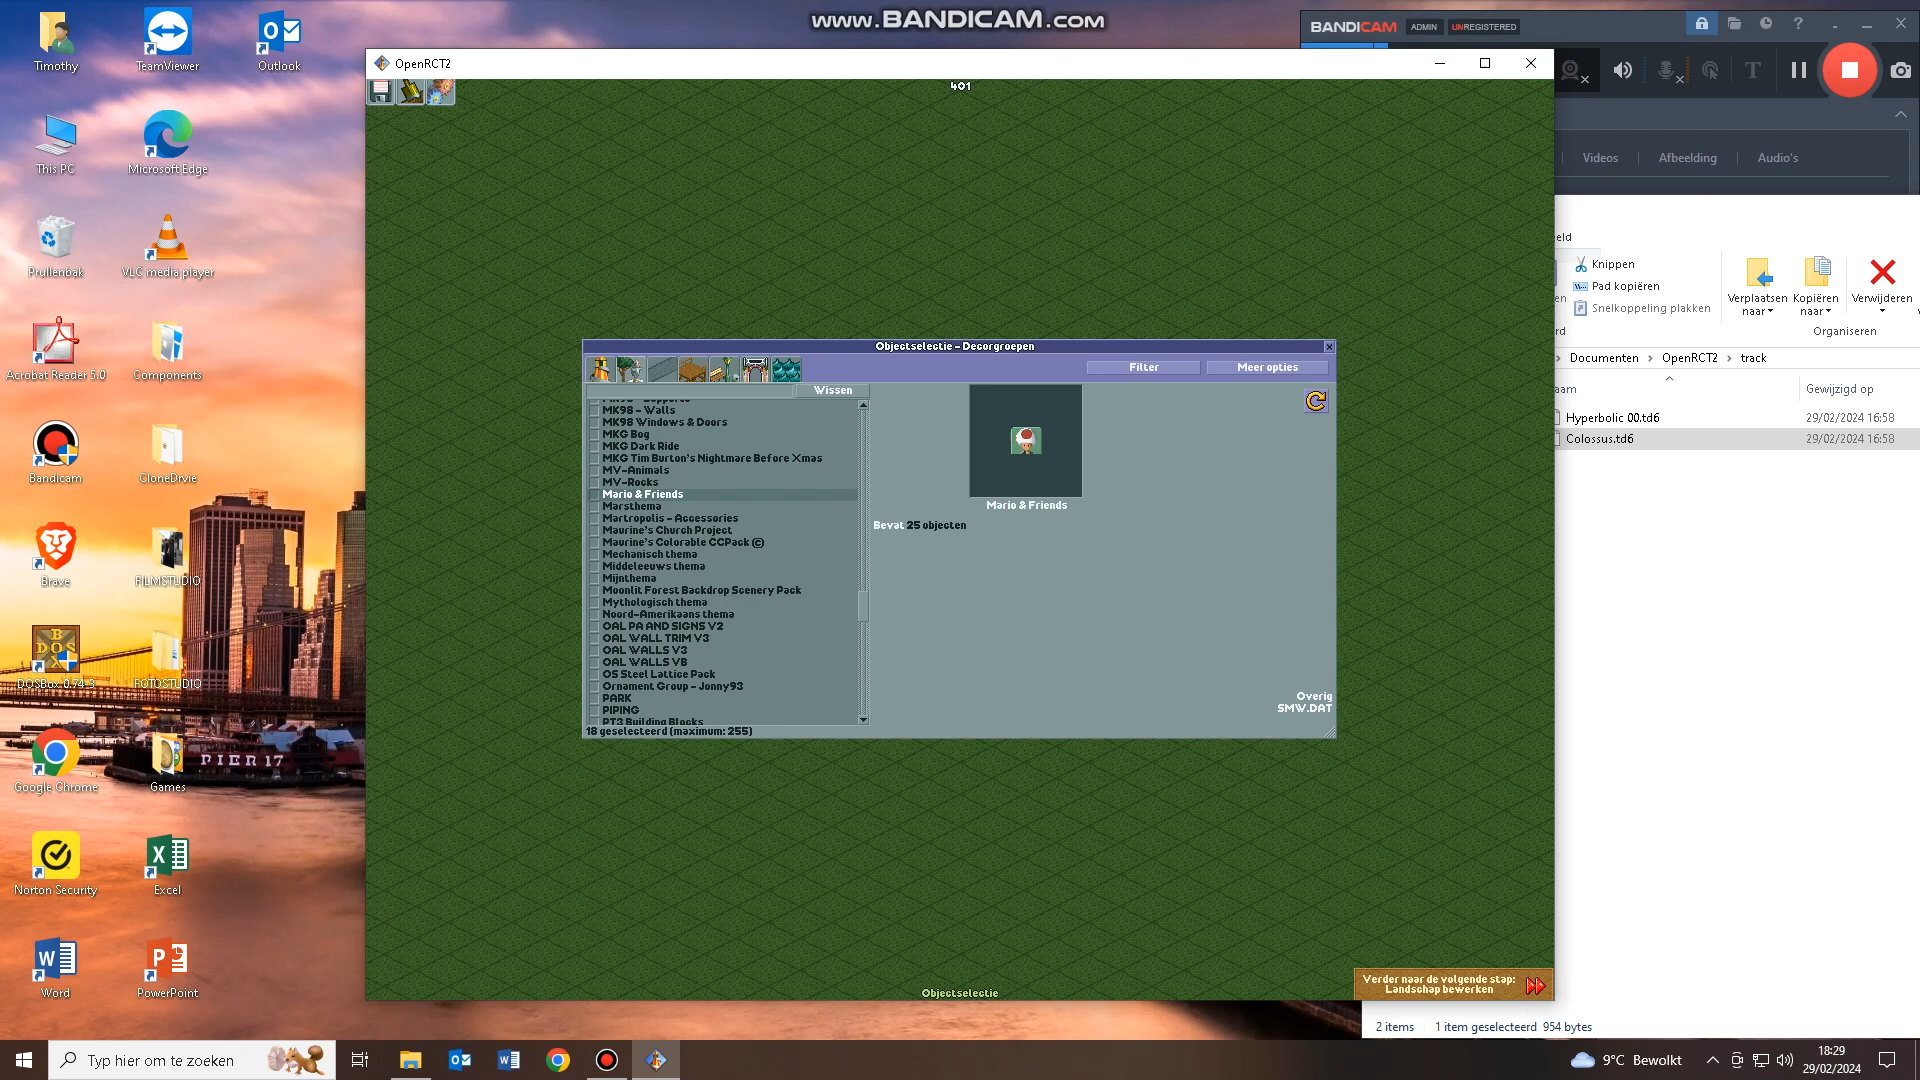 www.BANDICAM.com
BANDICAM
ADMIN
UNREGISTERED
Timothy
TeamViewer
Outlook
This PC
Microsoft Edge
Prullenbak
VLC media player
Acrobat Reader 5.0
Components
Bandicam
CloneDrvie
Brave
FILMSTUDIO
DOSBox 0.74-3
FOTOSTUDIO
Google Chrome
Games
Norton Security
Excel
Word
PowerPoint
PIER 17
OpenRCT2
401
Objectselectie - Decorgroepen
Filter
Meer opties
Wissen
MK98 - Supports
MK98 - Walls
MK98 Windows & Doors
MKG Bog
MKG Dark Ride
MKG Tim Burton's Nightmare Before Xmas
MV-Animals
MV-Rocks
Mario & Friends
Marsthema
Martropolis - Accessories
Maurine's Church Project
Maurine's Colorable CCPack ©
Mechanisch thema
Middeleeuws thema
Mijnthema
Moonlit Forest Backdrop Scenery Pack
Mythologisch thema
Noord-Amerikaans thema
OAL PA AND SIGNS V2
OAL WALL TRIM V3
OAL WALLS V3
OAL WALLS VB
OS Steel Lattice Pack
Ornament Group - Jonny93
PARK
PIPING
PT3 Building Blocks
18 geselecteerd (maximum: 255)
Mario & Friends
Bevat 25 objecten
Overig
SMW.DAT
Objectselectie
Verder naar de volgende stap:
Landschap bewerken
Videos
Afbeelding
Audio's
eld
Knippen
Pad kopiëren
Snelkoppeling plakken
Verplaatsen naar
Kopiëren naar
Verwijderen
Organiseren
Documenten
OpenRCT2
track
aam
Gewijzigd op
Hyperbolic 00.td6
29/02/2024 16:58
Colossus.td6
29/02/2024 16:58
2 items
1 item geselecteerd 954 bytes
Typ hier om te zoeken
9°C Bewolkt
18:29
29/02/2024